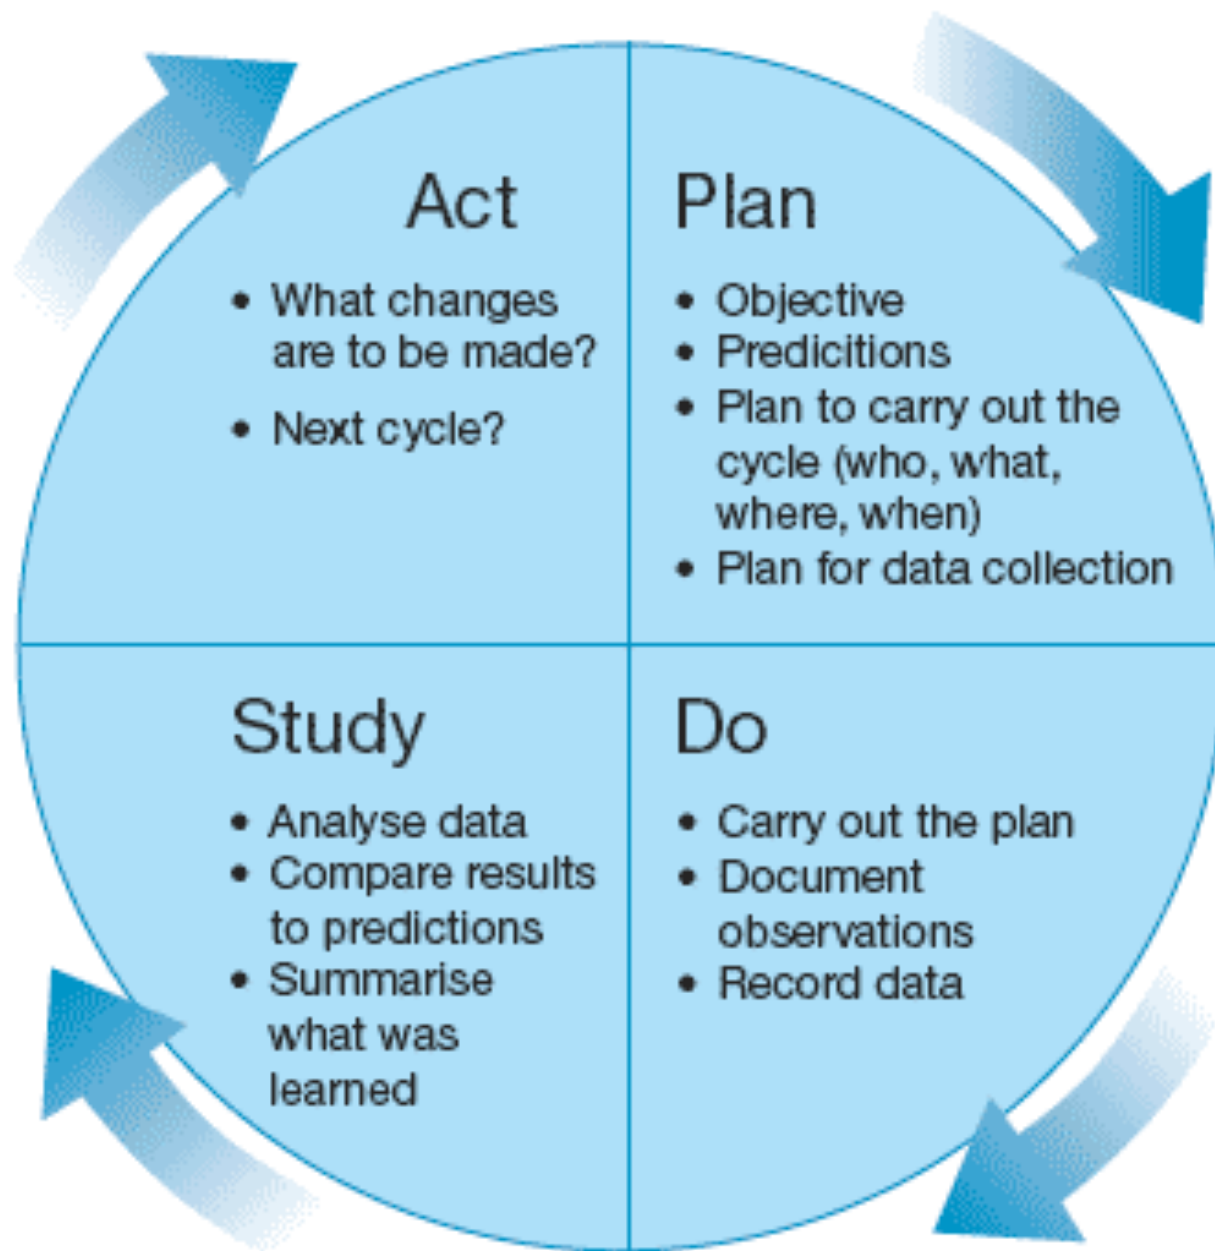 Act
• What changes
are to be made?
• Next cycle?
Plan
• Objective
• Predicitions
• Plan to carry out the
cycle (who, what,
where, when)
• Plan for data collection
Study
• Analyse data
• Compare results
to predictions
• Summarise
what was
learned
Do
• Carry out the plan
• Document
observations
• Record data